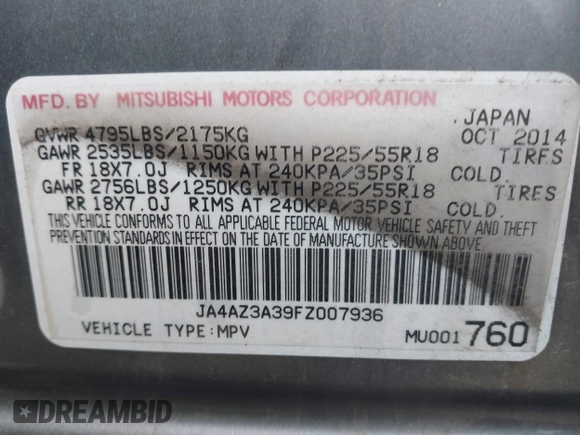 MFD. BY MITSUBISHI MOTORS CORPORATION
JAPAN
GVWR 4795LBS/2175KG OCT 2014
GAWR 2535LBS/1150KG WITH P225/55R18 TIRES
FR 18X7.0J RIMS AT 240KPA/35PSI COLD.
GAWR 2756LBS/1250KG WITH P225/55R18 TIRES
RR 18X7.0J RIMS AT 240KPA/35PSI COLD.
THIS VEHICLE CONFORMS TO ALL APPLICABLE FEDERAL MOTOR VEHICLE SAFETY AND THEFT
PREVENTION STANDARDS IN EFFECT ON THE DATE OF MANUFACTURE SHOWN ABOVE.
JA4AZ3A39FZ007936
VEHICLE TYPE:MPV MU001760
DREAMBID